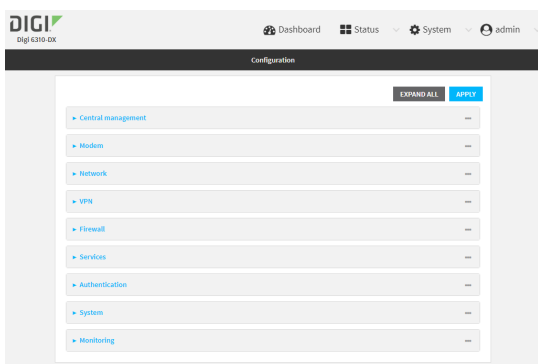 DIGI
Digi 6310-DX
Dashboard Status System admin
Configuration
EXPAND ALL APPLY
Central management
Modem
Network
VPN
Firewall
Services
Authentication
System
Monitoring